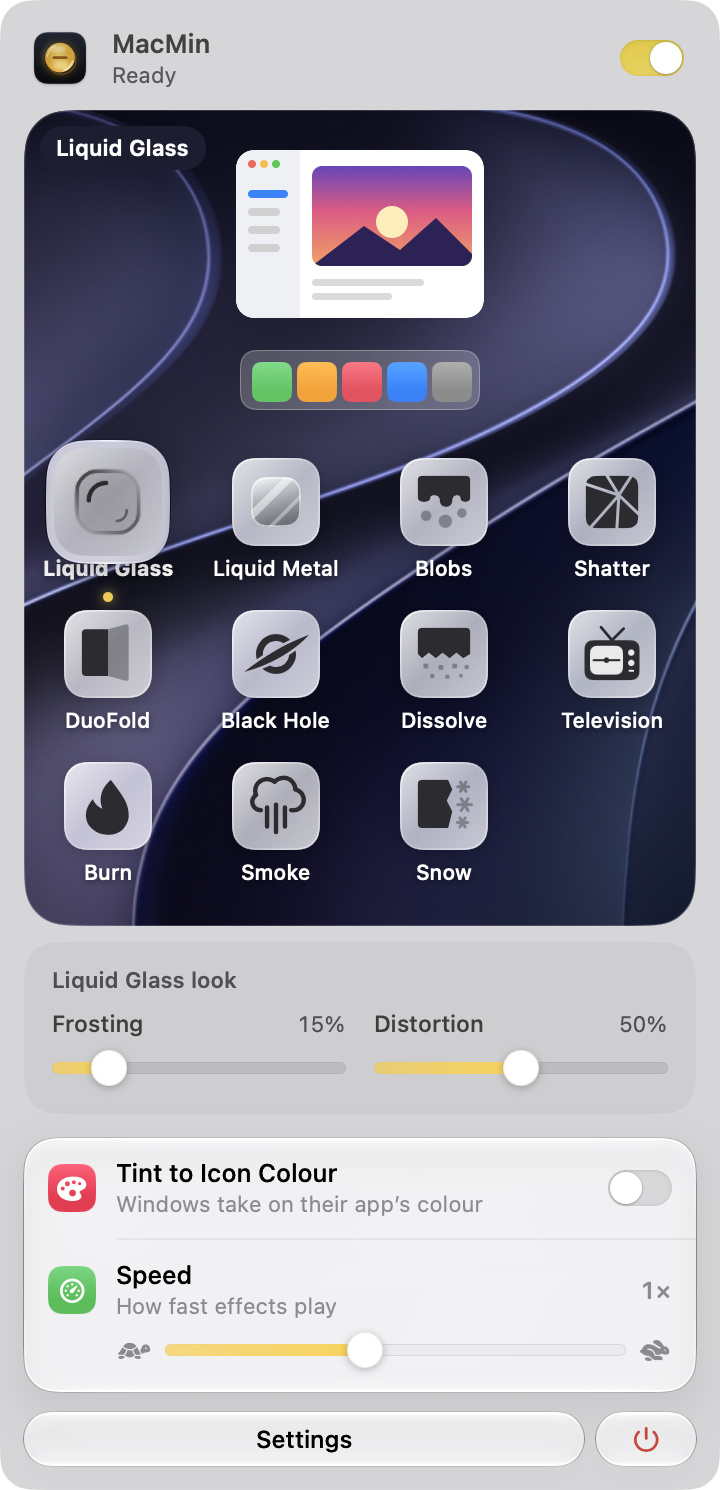 MacMin
Ready
Liquid Glass
Liquid Glass
Liquid Metal
Blobs
Shatter
DuoFold
Black Hole
Dissolve
Television
Burn
Smoke
Snow
Liquid Glass look
Frosting
15%
Distortion
50%
Tint to Icon Colour
Windows take on their app’s colour
Speed
1×
How fast effects play
Settings